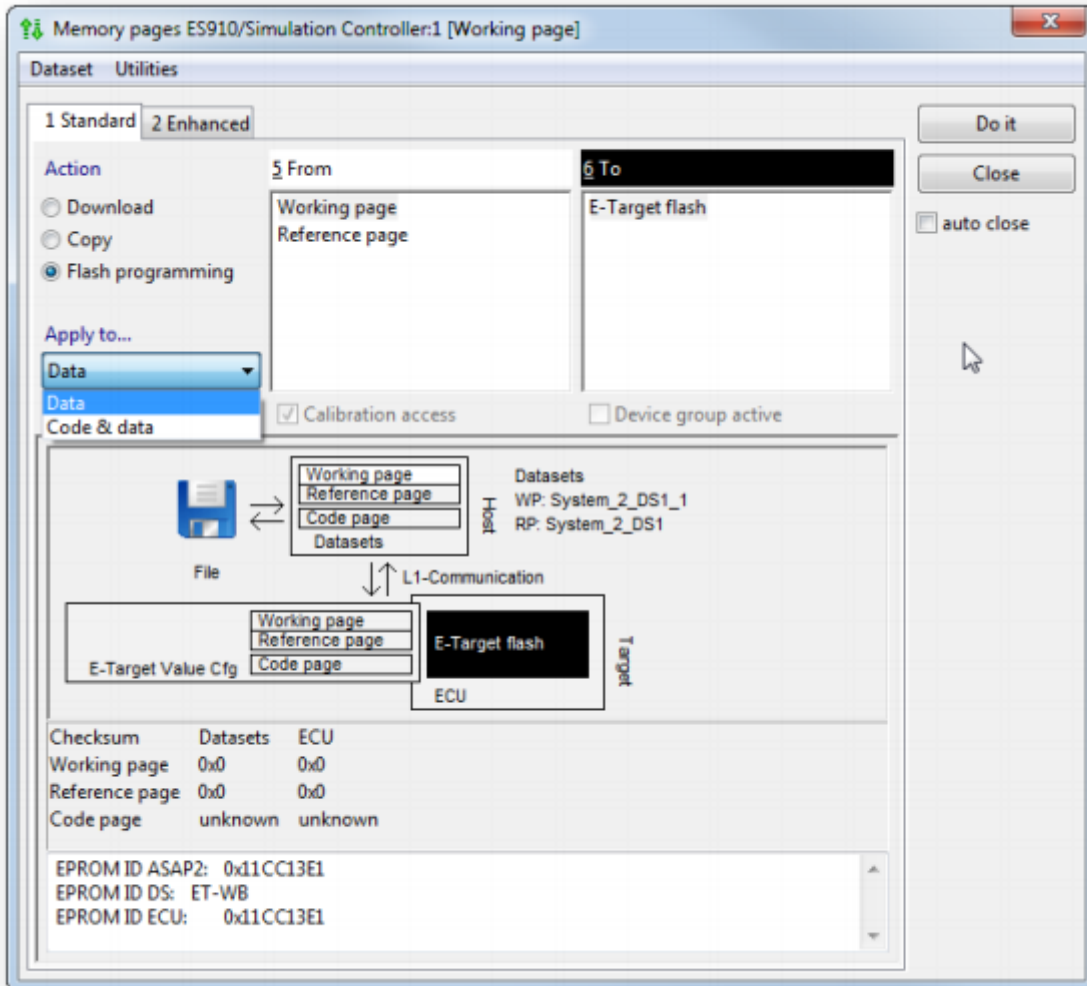 Memory pages ES910/Simulation Controller:1 [Working page]
Dataset Utilities
1 Standard 2 Enhanced
Do it
Action 5 From 6 To
Close
Download Working page E-Target flash
auto close
Copy Reference page
Flash programming
Apply to...
Data
Data
Calibration access Device group active
Code & data
Working page Datasets
Reference page WP: System_2_DS1_1
Code page Host RP: System_2_DS1
Datasets
File
L1-Communication
Working page
Reference page E-Target flash Target
E-Target Value Cfg Code page
ECU
Checksum Datasets ECU
Working page 0x0 0x0
Reference page 0x0 0x0
Code page unknown unknown
EPROM ID ASAP2: 0x11CC13E1
EPROM ID DS: ET-WB
EPROM ID ECU: 0x11CC13E1